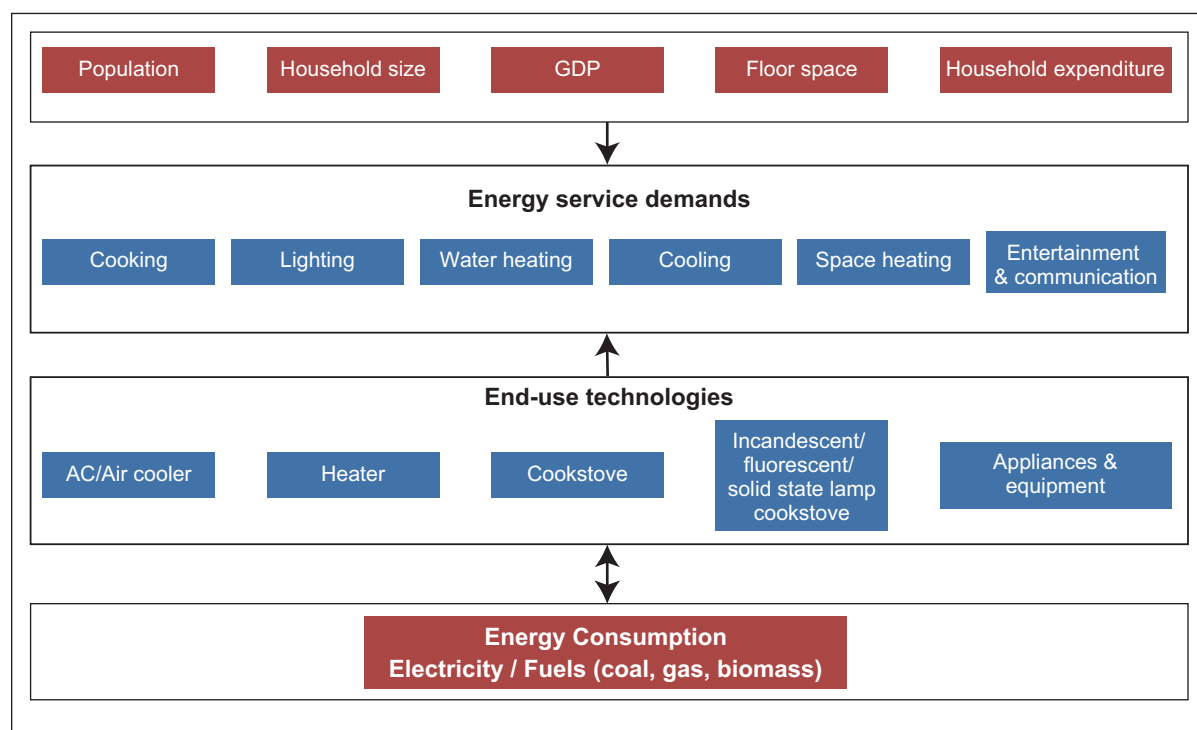 Population
Household size
GDP
Floor space
Household expenditure
Energy service demands
Cooking
Lighting
Water heating
Cooling
Space heating
Entertainment
& communication
End-use technologies
AC/Air cooler
Heater
Cookstove
Incandescent/
fluorescent/
solid state lamp
cookstove
Appliances &
equipment
Energy Consumption
Electricity / Fuels (coal, gas, biomass)